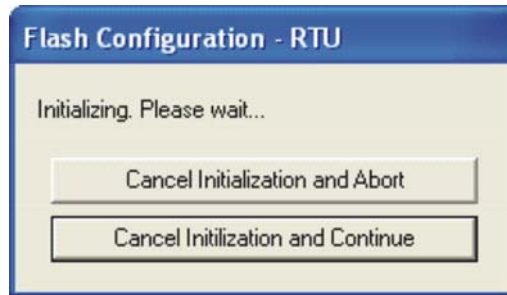 Flash Configuration - RTU
Initializing. Please wait...
Cancel Initialization and Abort
Cancel Initilization and Continue